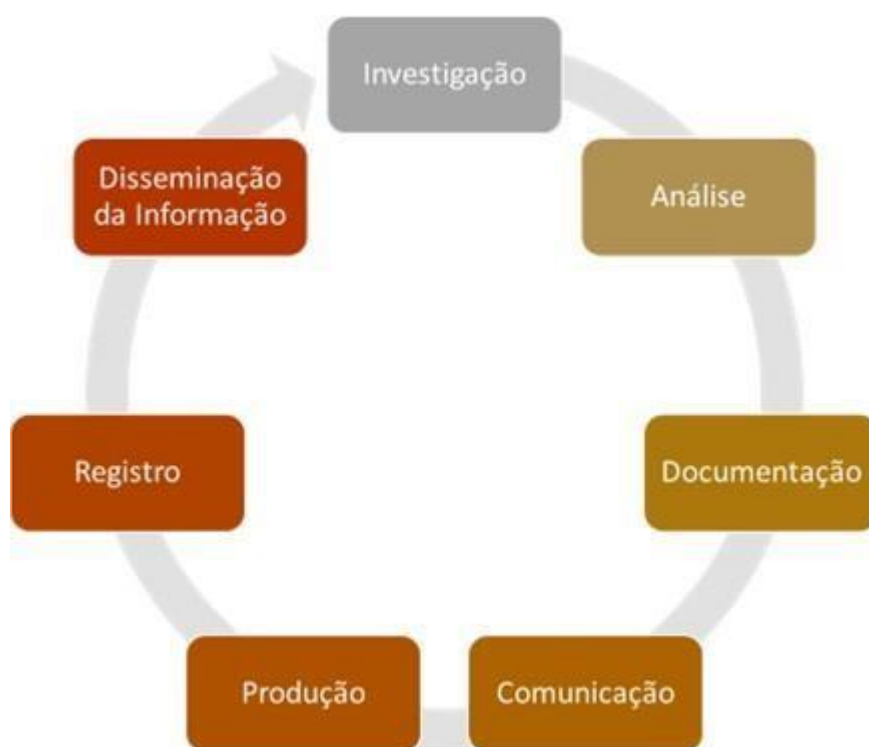 Investigação
Análise
Documentação
Comunicação
Produção
Registro
Disseminação
da Informação